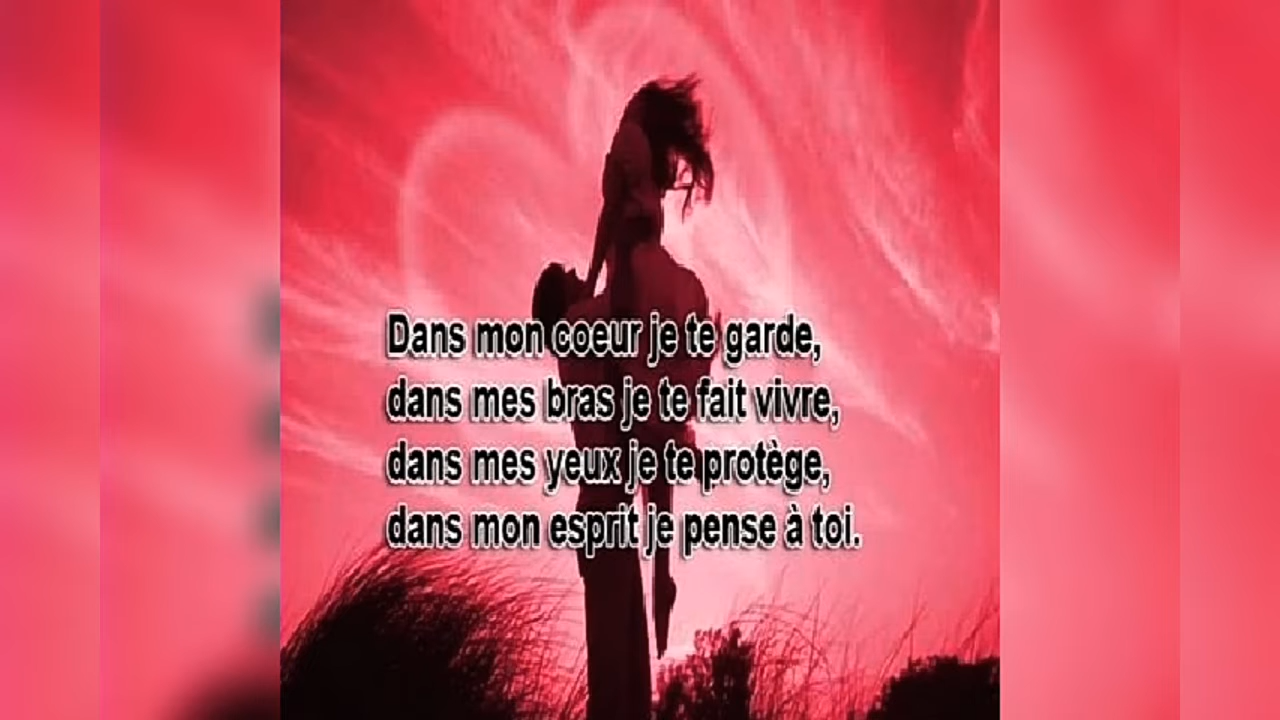 Dans mon coeur je te garde,
dans mes bras je te fait vivre,
dans mes yeux je te protège,
dans mon esprit je pense à toi.